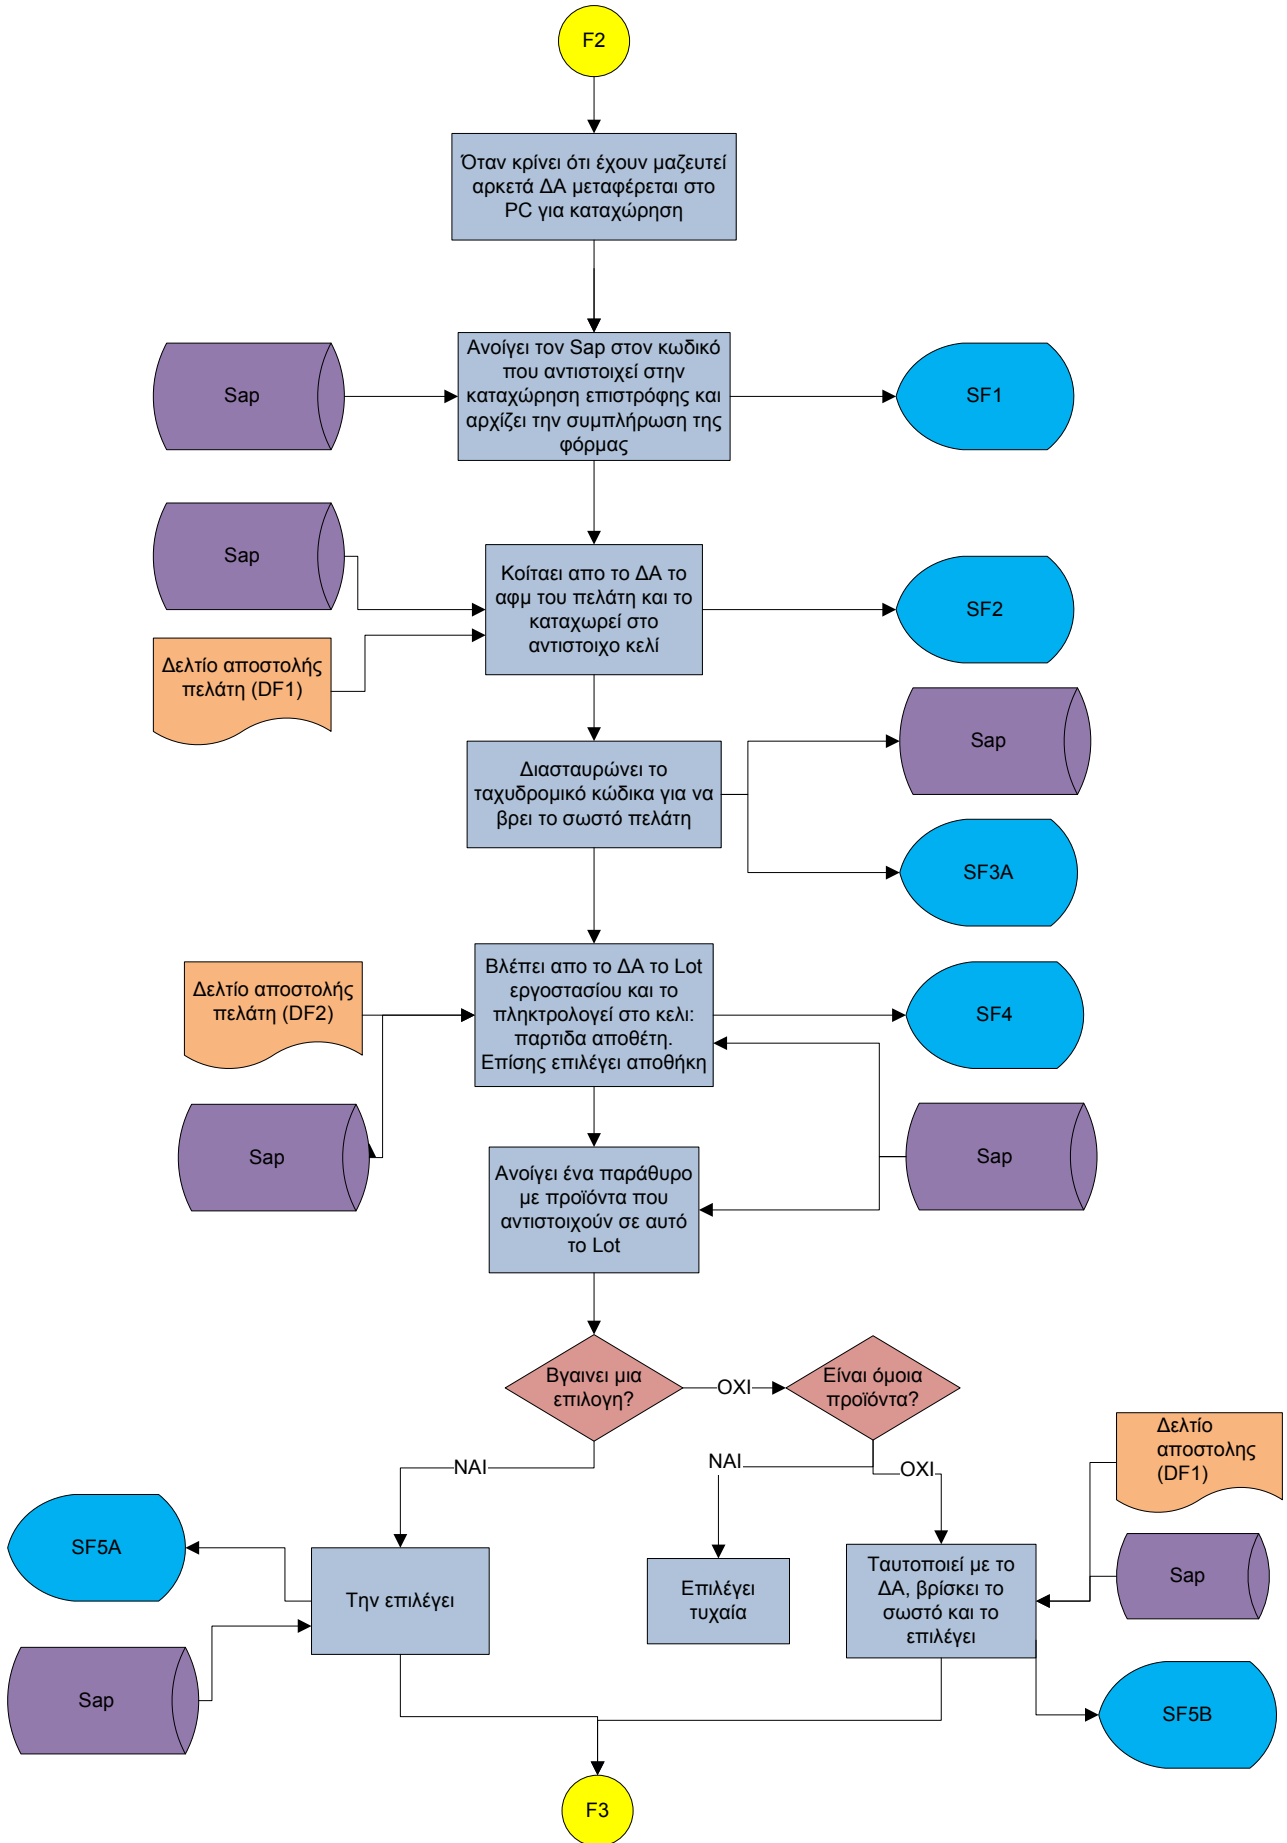 F2
Όταν κρίνει ότι έχουν μαζευτεί
αρκετά ΔΑ μεταφέρεται στο
PC για καταχώρηση
Sap
Ανοίγει τον Sap στον κωδικό
που αντιστοιχεί στην
καταχώρηση επιστρόφης και
αρχίζει την συμπλήρωση της
φόρμας
SF1
Sap
Κοίταει απο το ΔΑ το
αφμ του πελάτη και το
καταχωρεί στο
αντιστοιχο κελί
SF2
Δελτίο αποστολής
πελάτη (DF1)
Διασταυρώνει το
ταχυδρομικό κώδικα για να
βρει το σωστό πελάτη
Sap
SF3A
Δελτίο αποστολής
πελάτη (DF2)
Βλέπει απο το ΔΑ το Lot
εργοστασίου και το
πληκτρολογεί στο κελι:
παρτιδα αποθέτη.
Επίσης επιλέγει αποθήκη
SF4
Sap
Sap
Ανοίγει ένα παράθυρο
με προϊόντα που
αντιστοιχούν σε αυτό
το Lot
Βγαινει μια
επιλογη?
ΟΧΙ
Είναι όμοια
προϊόντα?
ΝΑΙ
ΝΑΙ
ΟΧΙ
Δελτίο
αποστολης
(DF1)
SF5A
Την επιλέγει
Επιλέγει
τυχαία
Ταυτοποιεί με το
ΔΑ, βρίσκει το
σωστό και το
επιλέγει
Sap
Sap
SF5B
F3